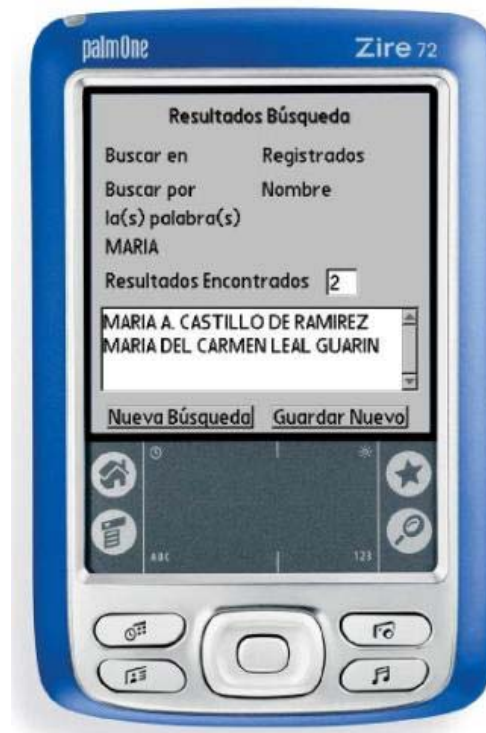 palmOne
Zire 72
Resultados Búsqueda
Buscar en Registrados
Buscar por Nombre
la(s) palabra(s)
MARIA
Resultados Encontrados 2
MARIA A. CASTILLO DE RAMIREZ
MARIA DEL CARMEN LEAL GUARIN
Nueva Búsqueda Guardar Nuevo
ABC 123